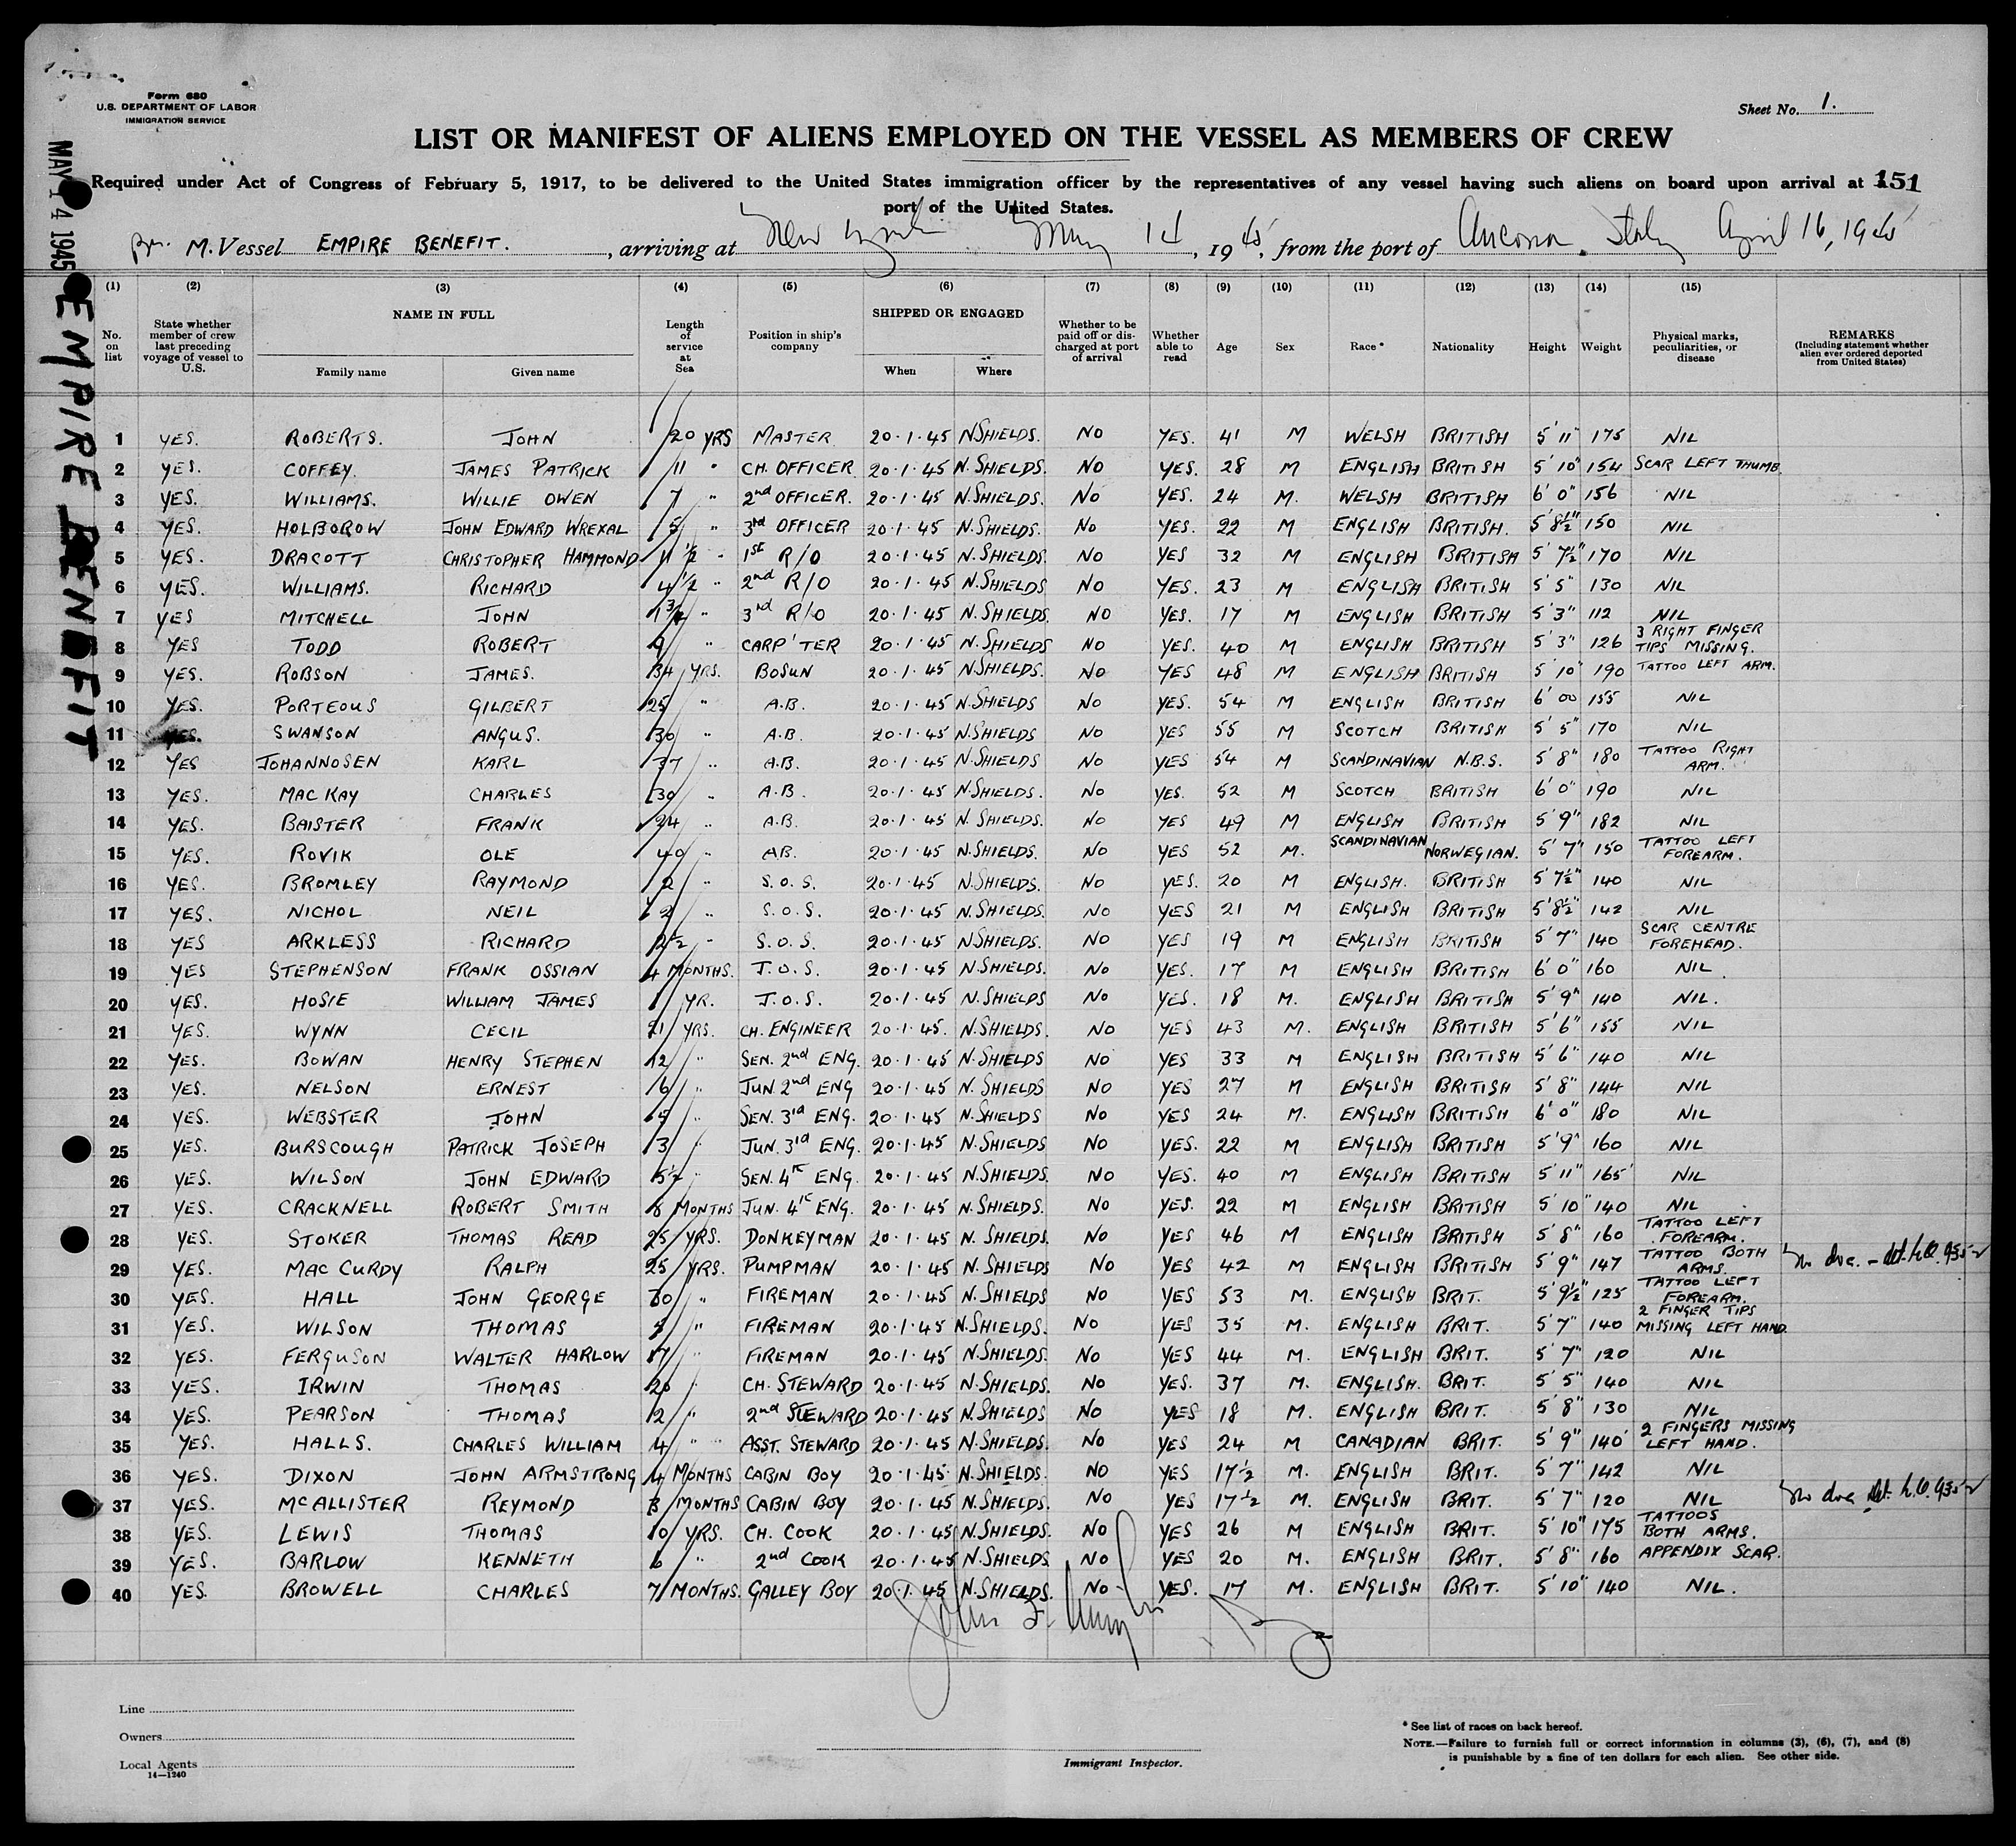 Form 680
U.S. DEPARTMENT OF LABOR
IMMIGRATION SERVICE
Sheet No. 1.
LIST OR MANIFEST OF ALIENS EMPLOYED ON THE VESSEL AS MEMBERS OF CREW
Required under Act of Congress of February 5, 1917, to be delivered to the United States immigration officer by the representatives of any vessel having such aliens on board upon arrival at 151
port of the United States.
M. Vessel EMPIRE BENEFIT. , arriving at New York May 14 , 1945, from the port of Ancona, Italy April 16, 1945
MAY 14 1945
EMPIRE BENEFIT
(1) (2) (3) (4) (5) (6) (7) (8) (9) (10) (11) (12) (13) (14) (15)
No. on list State whether member of crew last preceding voyage of vessel to U.S. NAME IN FULL Family name Given name Length of service at Sea Position in ship's company SHIPPED OR ENGAGED When Where Whether to be paid off or discharged at port of arrival Whether able to read Age Sex Race* Nationality Height Weight Physical marks, peculiarities, or disease REMARKS (Including statement whether alien ever ordered deported from United States)
1 YES. ROBERTS. JOHN 20 YRS MASTER 20.1.45 N SHIELDS. NO YES. 41 M WELSH BRITISH 5' 11" 175 NIL
2 YES. COFFEY. JAMES PATRICK 11 " CH. OFFICER 20.1.45 N. SHIELDS. NO YES. 28 M ENGLISH BRITISH 5' 10" 154 SCAR LEFT THUMB
3 YES. WILLIAMS. WILLIE OWEN 7 " 2nd OFFICER. 20.1.45 N. SHIELDS. NO YES. 24 M. WELSH BRITISH 6' 0" 156 NIL
4 YES. HOLBOROW JOHN EDWARD WREXAL 5 " 3rd OFFICER 20.1.45 N. SHIELDS. NO YES. 22 M ENGLISH BRITISH. 5' 8½" 150 NIL
5 YES. DRACOTT CHRISTOPHER HAMMOND 11½ " 1st R/O 20.1.45 N. SHIELDS NO YES 32 M ENGLISH BRITISH 5' 7½" 170 NIL
6 YES. WILLIAMS. RICHARD 4½ " 2nd R/O 20.1.45 N. SHIELDS NO YES. 23 M ENGLISH BRITISH 5' 5" 130 NIL
7 YES MITCHELL JOHN " 3rd R/O 20.1.45 N. SHIELDS. NO YES. 17 M ENGLISH BRITISH 5' 3" 112 NIL
8 YES TODD ROBERT 9 " CARP'TER 20.1.45 N. SHIELDS NO YES. 40 M ENGLISH BRITISH 5' 3" 126 3 RIGHT FINGER TIPS MISSING.
9 YES. ROBSON JAMES. 34 YRS. BOSUN 20.1.45 N. SHIELDS. NO YES 48 M ENGLISH BRITISH 5' 10" 190 TATTOO LEFT ARM.
10 YES. PORTEOUS GILBERT 25 " A.B. 20.1.45 N. SHIELDS NO YES. 54 M ENGLISH BRITISH 6' 00 155 NIL
11 YES. SWANSON ANGUS. 30 " A.B. 20.1.45 N. SHIELDS NO YES 55 M SCOTCH BRITISH 5' 5" 170 NIL
12 YES JOHANNOSEN KARL 37 " A.B. 20.1.45 N. SHIELDS NO YES 54 M SCANDINAVIAN N.B.S. 5' 8" 180 TATTOO RIGHT ARM.
13 YES. MAC KAY CHARLES 30 " A.B. 20.1.45 N. SHIELDS. NO YES. 52 M SCOTCH BRITISH 6' 0" 190 NIL
14 YES. BAISTER FRANK 24 " A.B. 20.1.45 N. SHIELDS. NO YES 49 M ENGLISH BRITISH 5' 9" 182 NIL
15 YES. ROVIK OLE 40 " AB. 20.1.45 N. SHIELDS. NO YES 52 M. SCANDINAVIAN NORWEGIAN. 5' 7" 150 TATTOO LEFT FOREARM.
16 YES. BROMLEY RAYMOND 2 " S.O.S. 20.1.45 N. SHIELDS. NO YES. 20 M ENGLISH. BRITISH 5' 7½" 140 NIL
17 YES. NICHOL NEIL 2 " S.O.S. 20.1.45 N. SHIELDS. NO YES 21 M ENGLISH BRITISH 5' 8½" 142 NIL
18 YES ARKLESS RICHARD 2½ " S.O.S. 20.1.45 N SHIELDS. NO YES 19 M ENGLISH BRITISH 5' 7" 140 SCAR CENTRE FOREHEAD.
19 YES STEPHENSON FRANK OSSIAN 4 MONTHS. J.O.S. 20.1.45 N. SHIELDS. NO YES. 17 M ENGLISH BRITISH 6' 0" 160 NIL
20 YES. HOSIE WILLIAM JAMES 1 YR. J.O.S. 20.1.45 N. SHIELDS NO YES. 18 M. ENGLISH BRITISH 5' 9" 140 NIL.
21 YES. WYNN CECIL 21 YRS. CH. ENGINEER 20.1.45. N. SHIELDS. NO YES 43 M. ENGLISH BRITISH 5' 6" 155 NIL
22 YES. BOWAN HENRY STEPHEN 12 " SEN. 2nd ENG. 20.1.45 N. SHIELDS NO YES 33 M ENGLISH BRITISH 5' 6" 140 NIL
23 YES. NELSON ERNEST 6 " JUN 2nd ENG 20.1.45 N. SHIELDS. NO YES 27 M ENGLISH BRITISH 5' 8" 144 NIL
24 YES. WEBSTER JOHN 5 " SEN. 3rd ENG. 20.1.45 N. SHIELDS NO YES 24 M. ENGLISH BRITISH 6' 0" 180 NIL
25 YES. BURSCOUGH PATRICK JOSEPH 3 " JUN. 3rd ENG. 20.1.45 N. SHIELDS NO YES. 22 M ENGLISH BRITISH 5' 9" 160 NIL
26 YES. WILSON JOHN EDWARD 5½ " SEN. 4th ENG. 20.1.45 N. SHIELDS. NO YES. 40 M ENGLISH BRITISH 5' 11" 165 NIL
27 YES. CRACKNELL ROBERT SMITH 8 MONTHS JUN. 4th ENG. 20.1.45 N. SHIELDS. NO YES. 22 M ENGLISH BRITISH 5' 10" 140 NIL
28 YES. STOKER THOMAS READ 25 YRS. DONKEYMAN 20.1.45 N. SHIELDS. NO YES 46 M ENGLISH BRITISH 5' 8" 160 TATTOO LEFT FOREARM.
29 YES. MAC CURDY RALPH 25 YRS. PUMPMAN 20.1.45 N. SHIELDS NO YES 42 M ENGLISH BRITISH 5' 9" 147 TATTOO BOTH ARMS.
30 YES. HALL JOHN GEORGE 30 " FIREMAN 20.1.45 N. SHIELDS NO YES 53 M. ENGLISH BRIT. 5' 9½" 125 TATTOO LEFT FOREARM.
31 YES. WILSON THOMAS 5 " FIREMAN 20.1.45 N. SHIELDS. NO YES 35 M. ENGLISH BRIT. 5' 7" 140 2 FINGER TIPS MISSING LEFT HAND
32 YES. FERGUSON WALTER HARLOW 17 " FIREMAN 20.1.45 N. SHIELDS. NO YES 44 M. ENGLISH BRIT. 5' 7" 120 NIL
33 YES. IRWIN THOMAS 20 " CH. STEWARD 20.1.45 N. SHIELDS. NO YES. 37 M. ENGLISH. BRIT. 5' 5" 140 NIL
34 YES. PEARSON THOMAS 2 " 2nd STEWARD 20.1.45 N. SHIELDS NO YES 18 M. ENGLISH BRIT. 5' 8" 130 NIL
35 YES. HALLS. CHARLES WILLIAM 4 " ASST. STEWARD 20.1.45 N. SHIELDS. NO YES 24 M CANADIAN BRIT. 5' 9" 140 2 FINGERS MISSING LEFT HAND.
36 YES. DIXON JOHN ARMSTRONG 4 MONTHS CABIN BOY 20.1.45 N. SHIELDS. NO YES 17½ M. ENGLISH BRIT. 5' 7" 142 NIL
37 YES. MCALLISTER REYMOND 3 MONTHS CABIN BOY 20.1.45 N. SHIELDS. NO YES 17½ M. ENGLISH BRIT. 5' 7" 120 NIL
38 YES. LEWIS THOMAS 10 YRS. CH. COOK 20.1.45 N. SHIELDS. NO YES 26 M ENGLISH BRIT. 5' 10" 175 TATTOOS BOTH ARMS.
39 YES. BARLOW KENNETH 6 " 2nd COOK 20.1.45 N. SHIELDS. NO YES 20 M. ENGLISH BRIT. 5' 8" 160 APPENDIX SCAR.
40 YES. BROWELL CHARLES 7 MONTHS. GALLEY BOY 20.1.45 N. SHIELDS. NO YES. 17 M. ENGLISH BRIT. 5' 10" 140 NIL.
John F.
Line
Owners
Local Agents
14—1240
Immigrant Inspector.
* See list of races on back hereof.
NOTE.—Failure to furnish full or correct information in columns (3), (6), (7), and (8)
is punishable by a fine of ten dollars for each alien. See other side.